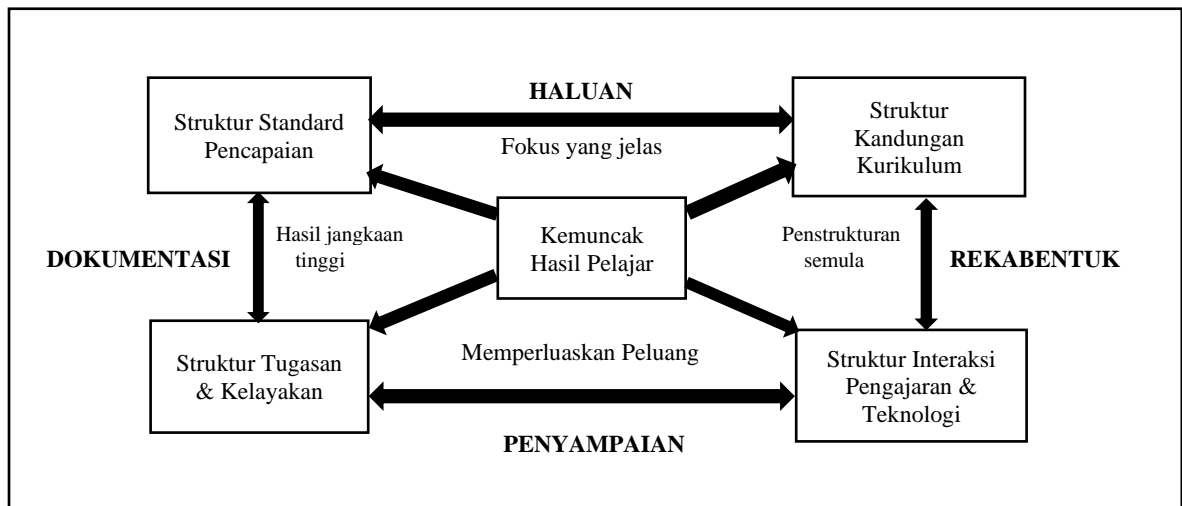 HALUAN
Struktur Standard
Pencapaian
Fokus yang jelas
Struktur
Kandungan
Kurikulum
DOKUMENTASI
Hasil jangkaan
tinggi
Kemuncak
Hasil Pelajar
Penstrukturan
semula
REKABENTUK
Struktur Tugasan
& Kelayakan
Memperluaskan Peluang
Struktur Interaksi
Pengajaran &
Teknologi
PENYAMPAIAN